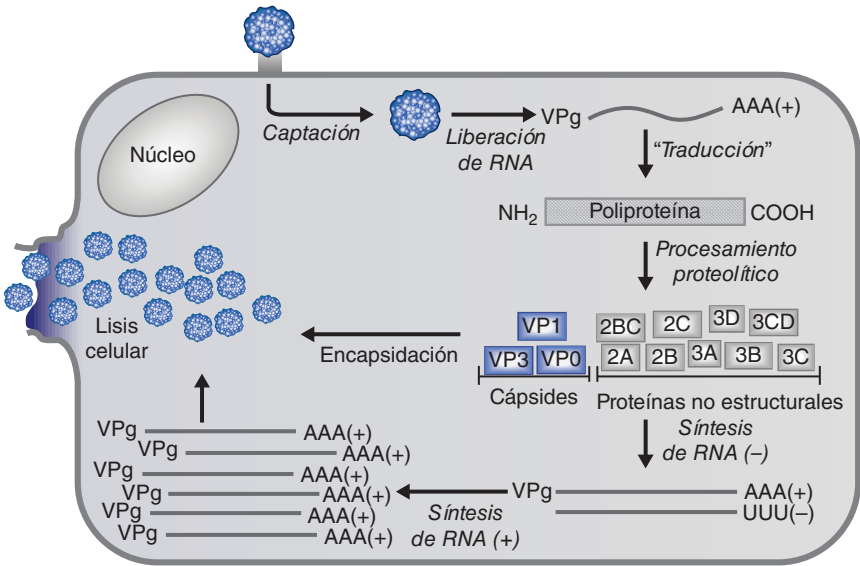 Núcleo
Captación
Liberación
de RNA
VPg
AAA(+)
“Traducción”
NH2
Poliproteína
COOH
Procesamiento
proteolítico
VP1
VP3
VP0
Cápsides
2BC
2C
3D
3CD
2A
2B
3A
3B
3C
Proteínas no estructurales
Encapsidación
Lisis
celular
Síntesis
de RNA (–)
VPg
AAA(+)
UUU(–)
Síntesis
de RNA (+)
VPg AAA(+)
VPg AAA(+)
VPg AAA(+)
VPg AAA(+)
VPg AAA(+)
VPg AAA(+)